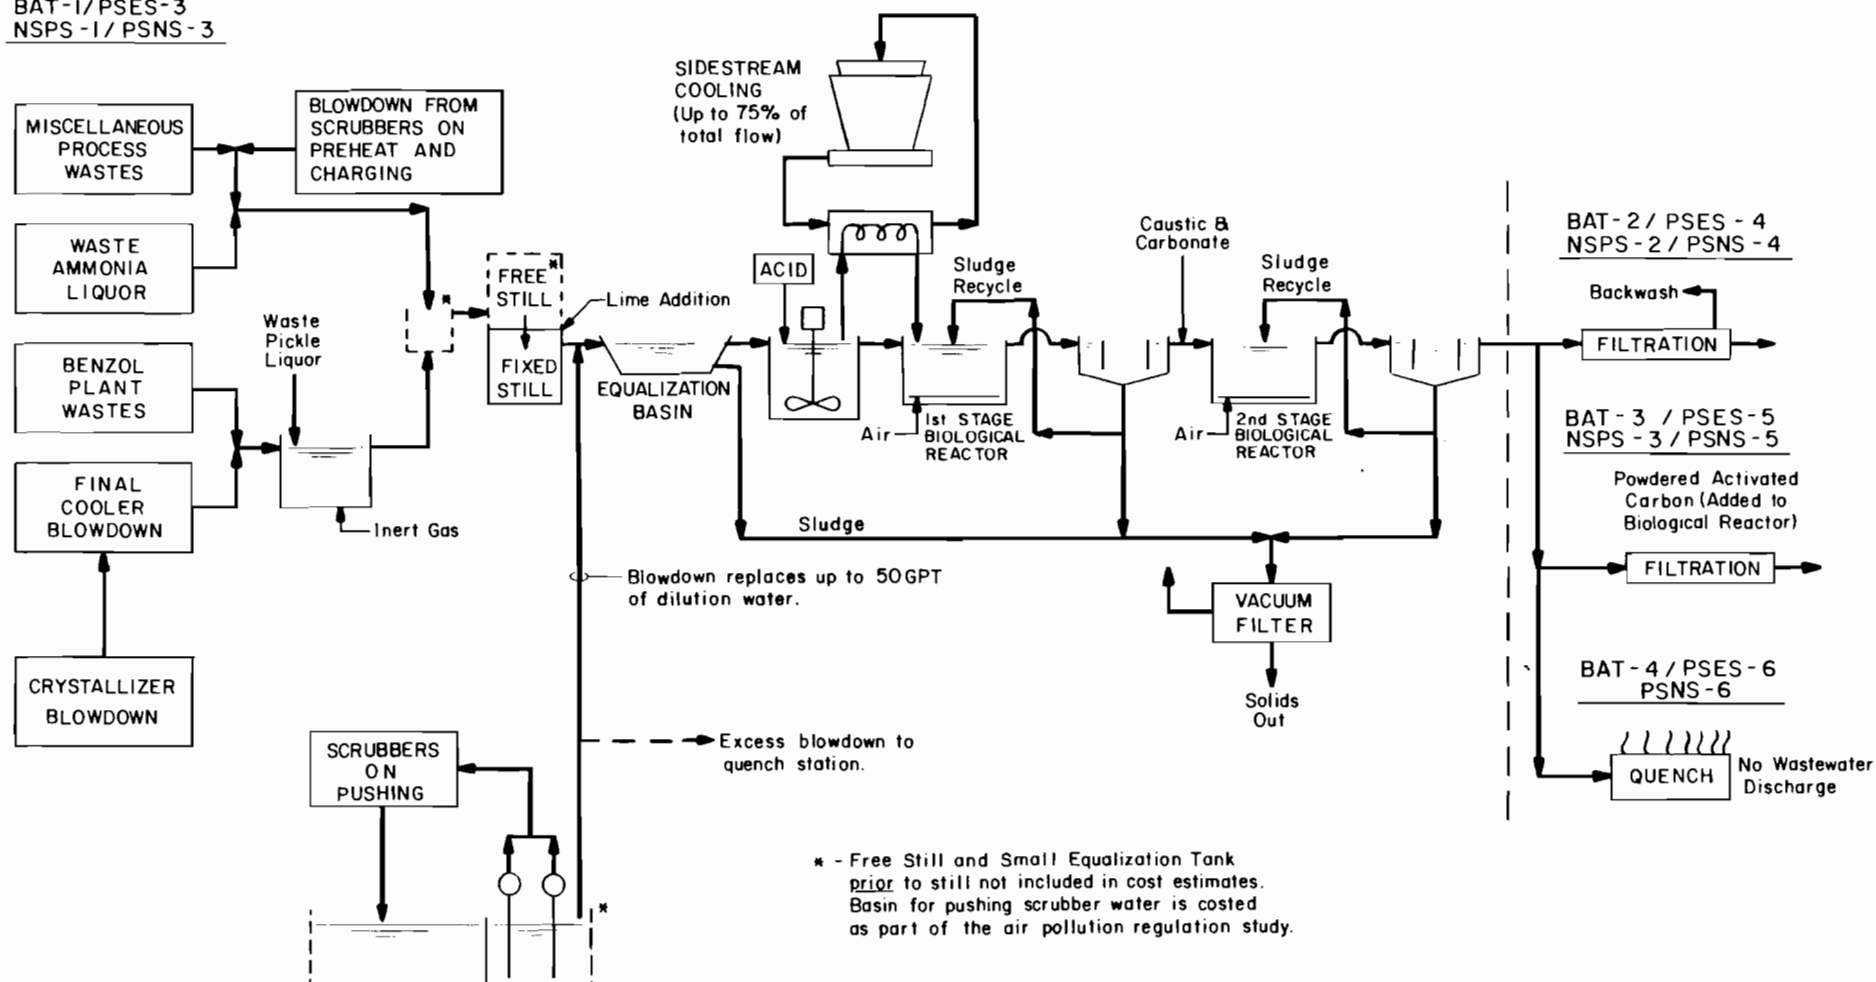 BAT-1/PSES-3
NSPS-1/PSNS-3
MISCELLANEOUS
PROCESS
WASTES
BLOWDOWN FROM
SCRUBBERS ON
PREHEAT AND
CHARGING
WASTE
AMMONIA
LIQUOR
BENZOL
PLANT
WASTES
FINAL
COOLER
BLOWDOWN
CRYSTALLIZER
BLOWDOWN
Waste
Pickle
Liquor
Inert Gas
*
FREE*
STILL
FIXED
STILL
Lime Addition
EQUALIZATION
BASIN
SIDESTREAM
COOLING
(Up to 75% of
total flow)
ACID
Sludge
Recycle
Air
1st STAGE
BIOLOGICAL
REACTOR
Caustic &
Carbonate
Sludge
Recycle
Air
2nd STAGE
BIOLOGICAL
REACTOR
Sludge
VACUUM
FILTER
Solids
Out
Blowdown replaces up to 50GPT
of dilution water.
Excess blowdown to
quench station.
SCRUBBERS
ON
PUSHING
*
* - Free Still and Small Equalization Tank
prior to still not included in cost estimates.
Basin for pushing scrubber water is costed
as part of the air pollution regulation study.
BAT-2/ PSES - 4
NSPS-2/ PSNS -4
Backwash
FILTRATION
BAT-3 / PSES-5
NSPS -3/PSNS-5
Powdered Activated
Carbon (Added to
Biological Reactor)
FILTRATION
BAT-4/PSES-6
PSNS-6
QUENCH
No Wastewater
Discharge